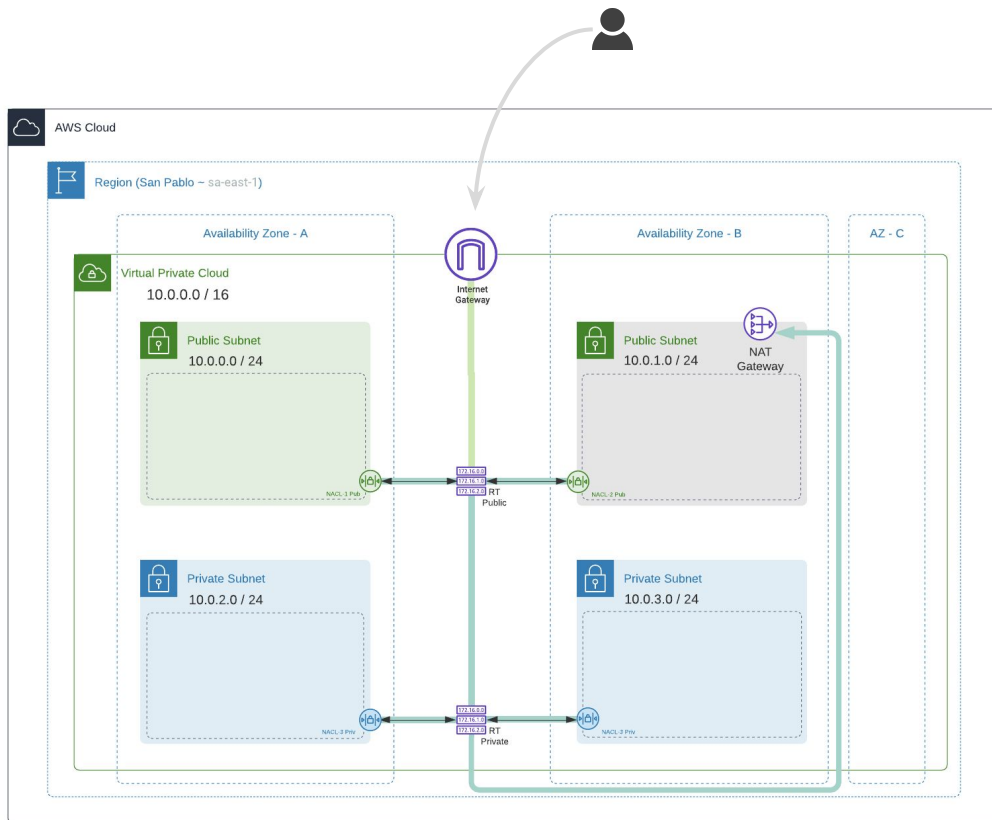 AWS Cloud
Region (San Pablo ~ sa-east-1)
Availability Zone - A
Availability Zone - B
AZ - C
Virtual Private Cloud
10.0.0.0 / 16
Internet
Gateway
Public Subnet
10.0.0.0 / 24
Public Subnet
10.0.1.0 / 24
NAT
Gateway
NACL-1 Pub
172.16.0.0
172.16.1.0
172.16.2.0
RT
Public
NACL-2 Pub
Private Subnet
10.0.2.0 / 24
Private Subnet
10.0.3.0 / 24
NACL-3 Priv
172.16.0.0
172.16.1.0
172.16.2.0
RT
Private
NACL-3 Priv